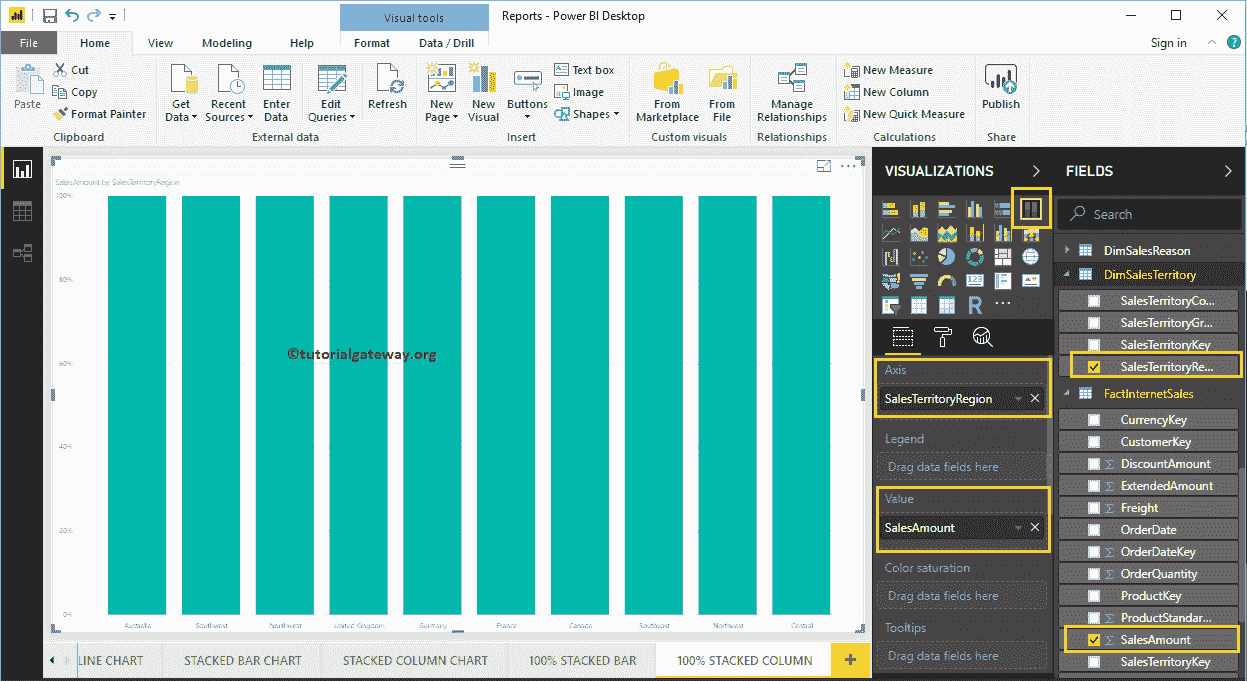 Visual tools
Reports - Power BI Desktop
File Home View Modeling Help Format Data / Drill Sign in
Paste
Cut
Copy
Format Painter
Clipboard
Get Data
Recent Sources
Enter Data
Edit Queries
External data
Refresh
New Page
New Visual
Buttons
Text box
Image
Shapes
Insert
From Marketplace
From File
Custom visuals
Manage Relationships
Relationships
New Measure
New Column
New Quick Measure
Calculations
Publish
Share
SalesAmount by SalesTerritoryRegion
100%
80%
60%
40%
20%
0%
©tutorialgateway.org
Australia Southwest Northwest United Kingdom Germany France Canada Southeast Northeast Central
LINE CHART STACKED BAR CHART STACKED COLUMN CHART 100% STACKED BAR 100% STACKED COLUMN +
VISUALIZATIONS
123
R
Axis
SalesTerritoryRegion
Legend
Drag data fields here
Value
SalesAmount
Color saturation
Drag data fields here
Tooltips
Drag data fields here
FIELDS
Search
DimSalesReason
DimSalesTerritory
SalesTerritoryCo...
SalesTerritoryGr...
SalesTerritoryKey
SalesTerritoryRe...
FactInternetSales
CurrencyKey
CustomerKey
Σ DiscountAmount
Σ ExtendedAmount
Σ Freight
OrderDate
Σ OrderDateKey
Σ OrderQuantity
ProductKey
Σ ProductStandar...
Σ SalesAmount
SalesTerritoryKey